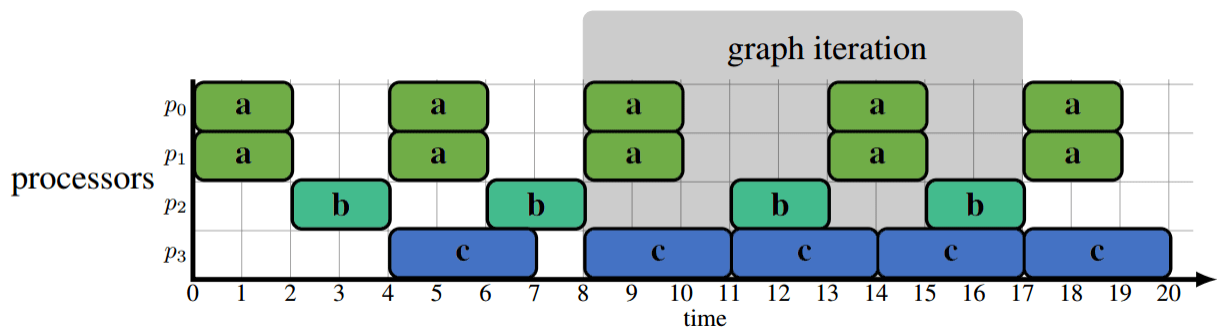 graph iteration
p0 a a a a a
p1 a a a a a
processors
p2 b b b b
p3 c c c c c
0 1 2 3 4 5 6 7 8 9 10 11 12 13 14 15 16 17 18 19 20
time